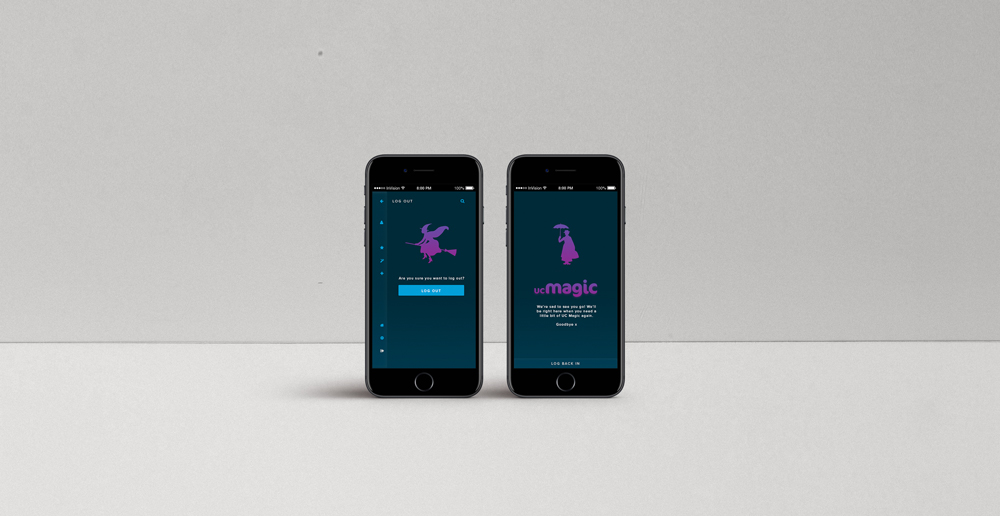 InVision 8:00 PM 100%
LOG OUT
Are you sure you want to log out?
LOG OUT
InVision 8:00 PM 100%
ucmagic
We're sad to see you go! We'll
be right here when you need a
little bit of UC Magic again.
Goodbye x
LOG BACK IN